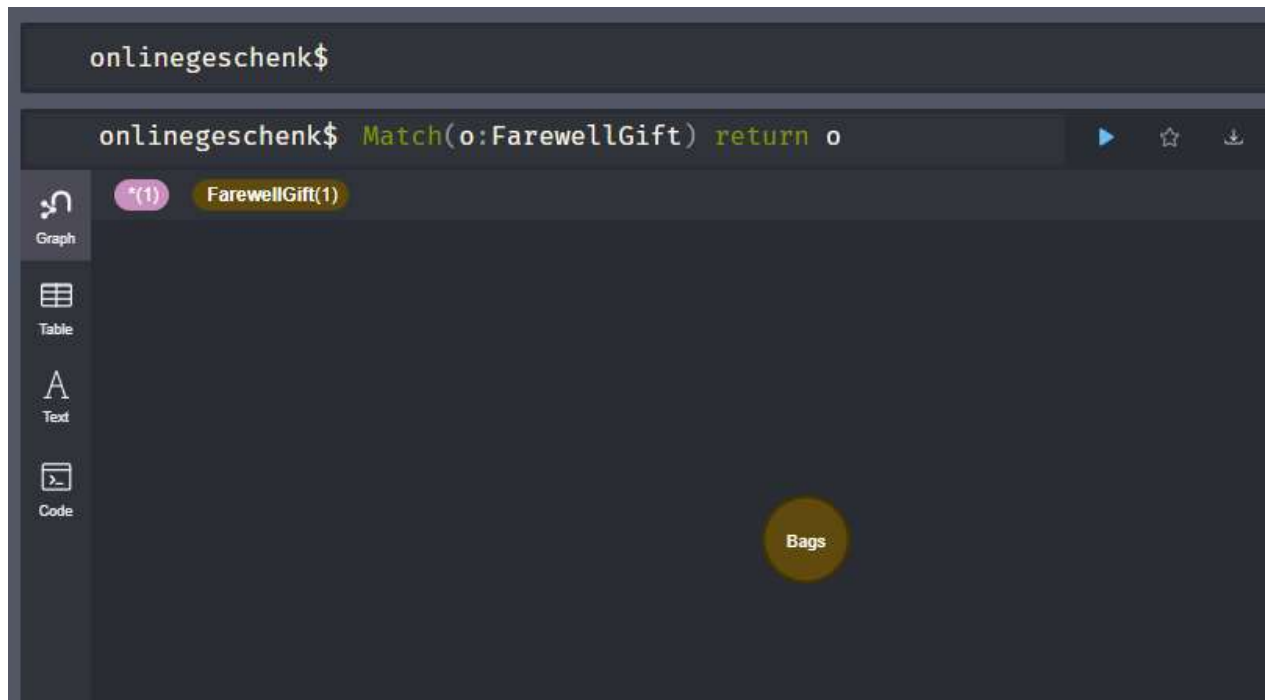 onlinegeschenk$
onlinegeschenk$ Match(o:FarewellGift) return o
*(1) FarewellGift(1)
Graph
Table
A
Text
Code
Bags